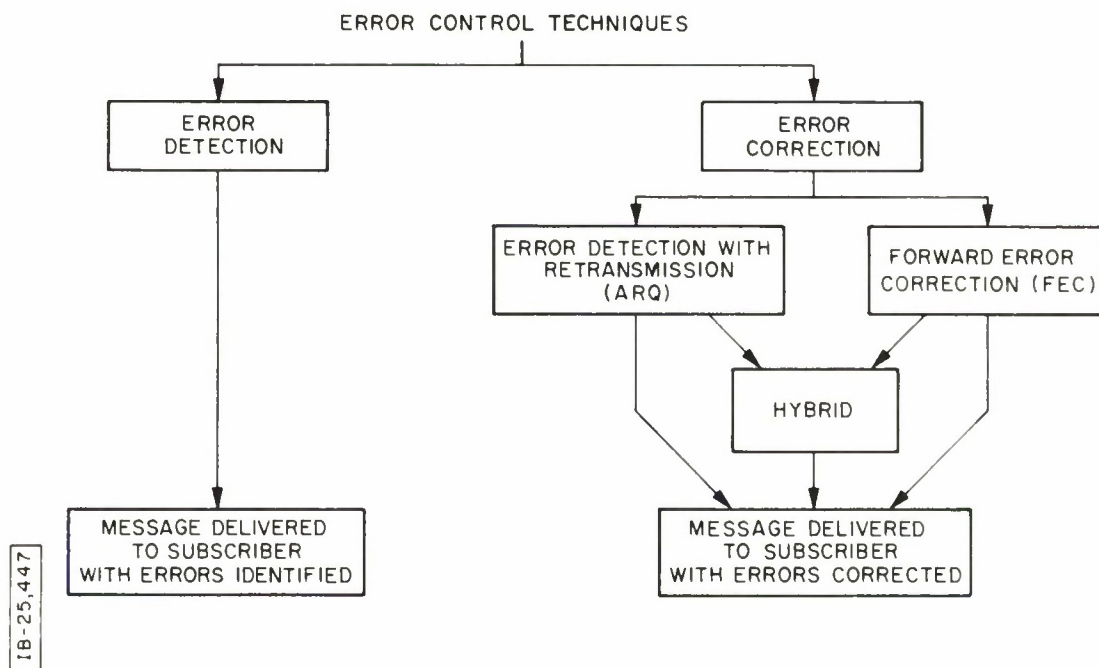 ERROR CONTROL TECHNIQUES
ERROR
DETECTION
ERROR
CORRECTION
ERROR DETECTION WITH
RETRANSMISSION
(ARQ)
FORWARD ERROR
CORRECTION (FEC)
HYBRID
MESSAGE DELIVERED
TO SUBSCRIBER
WITH ERRORS IDENTIFIED
MESSAGE DELIVERED
TO SUBSCRIBER
WITH ERRORS CORRECTED
IB-25,447